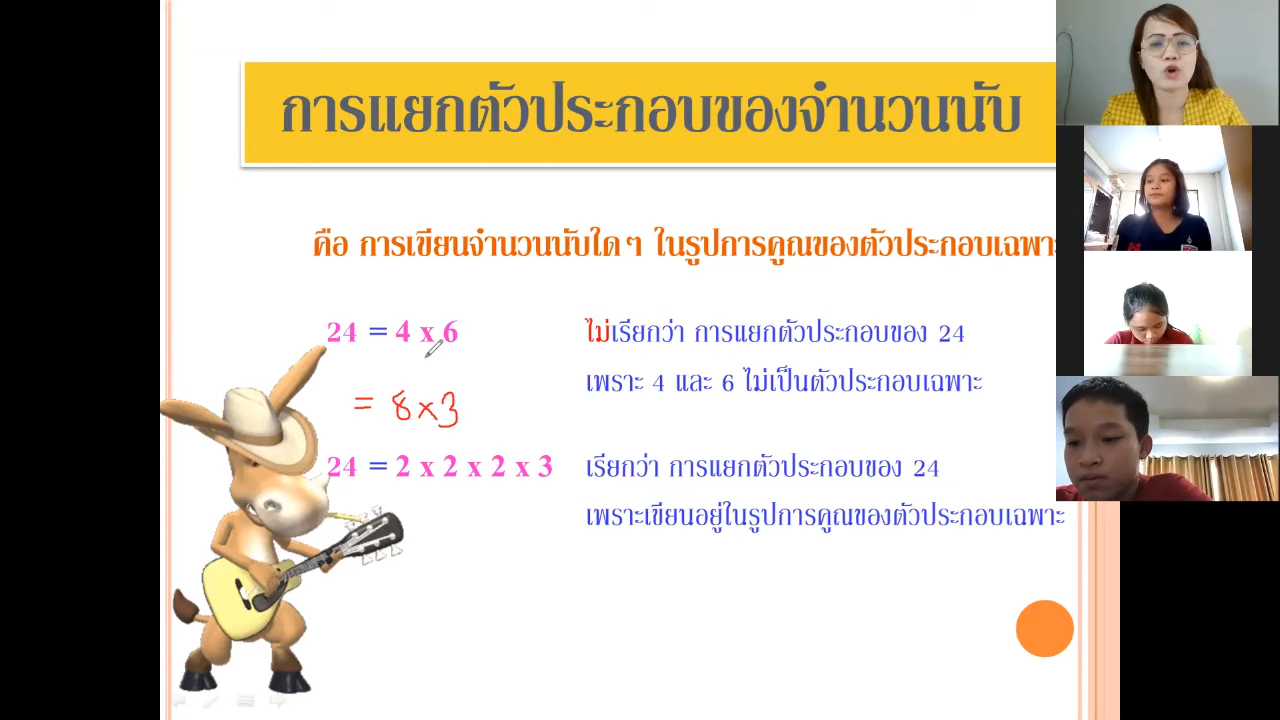 การแยกตัวประกอบของจำนวนนับ
คือ การเขียนจำนวนนับใดๆ ในรูปการคูณของตัวประกอบเฉพาะ
24 = 4 x 6
ไม่เรียกว่า การแยกตัวประกอบของ 24
เพราะ 4 และ 6 ไม่เป็นตัวประกอบเฉพาะ
= 8x3
24 = 2 x 2 x 2 x 3
เรียกว่า การแยกตัวประกอบของ 24
เพราะเขียนอยู่ในรูปการคูณของตัวประกอบเฉพาะ